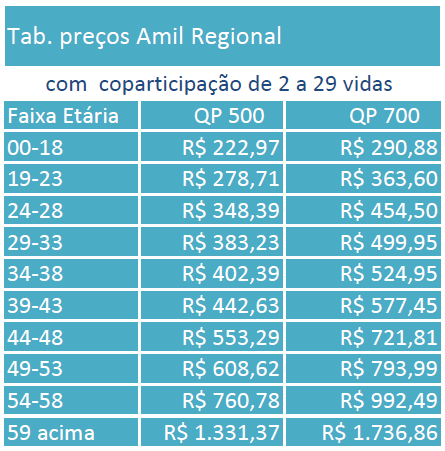 Tab. preços Amil Regional
com coparticipação de 2 a 29 vidas
Faixa Etária QP 500 QP 700
00-18 R$ 222,97 R$ 290,88
19-23 R$ 278,71 R$ 363,60
24-28 R$ 348,39 R$ 454,50
29-33 R$ 383,23 R$ 499,95
34-38 R$ 402,39 R$ 524,95
39-43 R$ 442,63 R$ 577,45
44-48 R$ 553,29 R$ 721,81
49-53 R$ 608,62 R$ 793,99
54-58 R$ 760,78 R$ 992,49
59 acima R$ 1.331,37 R$ 1.736,86